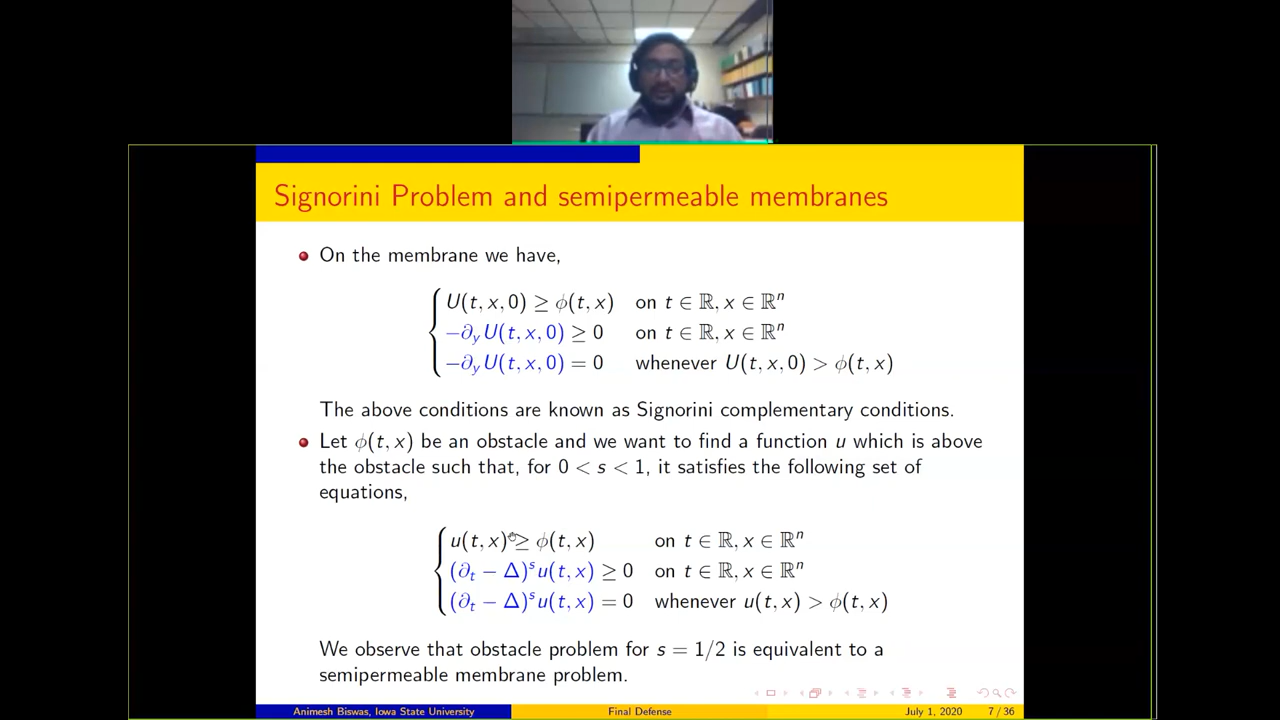 Signorini Problem and semipermeable membranes
On the membrane we have,
U(t, x, 0) ≥ ϕ(t, x) on t ∈ ℝ, x ∈ ℝⁿ
−∂ᵧU(t, x, 0) ≥ 0 on t ∈ ℝ, x ∈ ℝⁿ
−∂ᵧU(t, x, 0) = 0 whenever U(t, x, 0) > ϕ(t, x)
The above conditions are known as Signorini complementary conditions.
Let ϕ(t, x) be an obstacle and we want to find a function u which is above
the obstacle such that, for 0 < s < 1, it satisfies the following set of
equations,
u(t, x) ≥ ϕ(t, x) on t ∈ ℝ, x ∈ ℝⁿ
(∂ₜ − Δ)ˢu(t, x) ≥ 0 on t ∈ ℝ, x ∈ ℝⁿ
(∂ₜ − Δ)ˢu(t, x) = 0 whenever u(t, x) > ϕ(t, x)
We observe that obstacle problem for s = 1/2 is equivalent to a
semipermeable membrane problem.
Animesh Biswas, Iowa State University Final Defense July 1, 2020 7 / 36